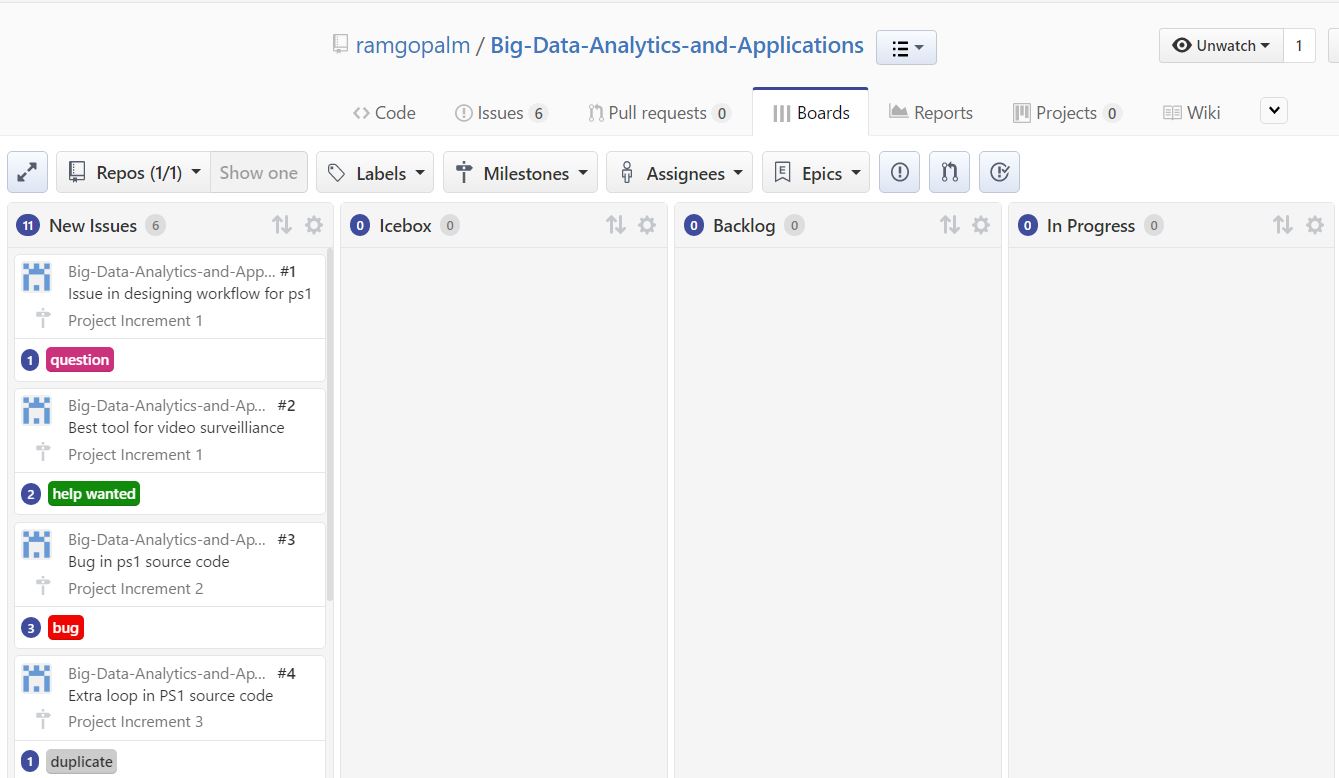 ramgopalm / Big-Data-Analytics-and-Applications
Unwatch 1
Code Issues 6 Pull requests 0 Boards Reports Projects 0 Wiki
Repos (1/1) Show one Labels Milestones Assignees E Epics
11 New Issues 6
Big-Data-Analytics-and-App... #1
Issue in designing workflow for ps1
Project Increment 1
1 question
Big-Data-Analytics-and-Ap... #2
Best tool for video surveilliance
Project Increment 1
2 help wanted
Big-Data-Analytics-and-Ap... #3
Bug in ps1 source code
Project Increment 2
3 bug
Big-Data-Analytics-and-Ap... #4
Extra loop in PS1 source code
Project Increment 3
1 duplicate
0 Icebox 0
0 Backlog 0
0 In Progress 0